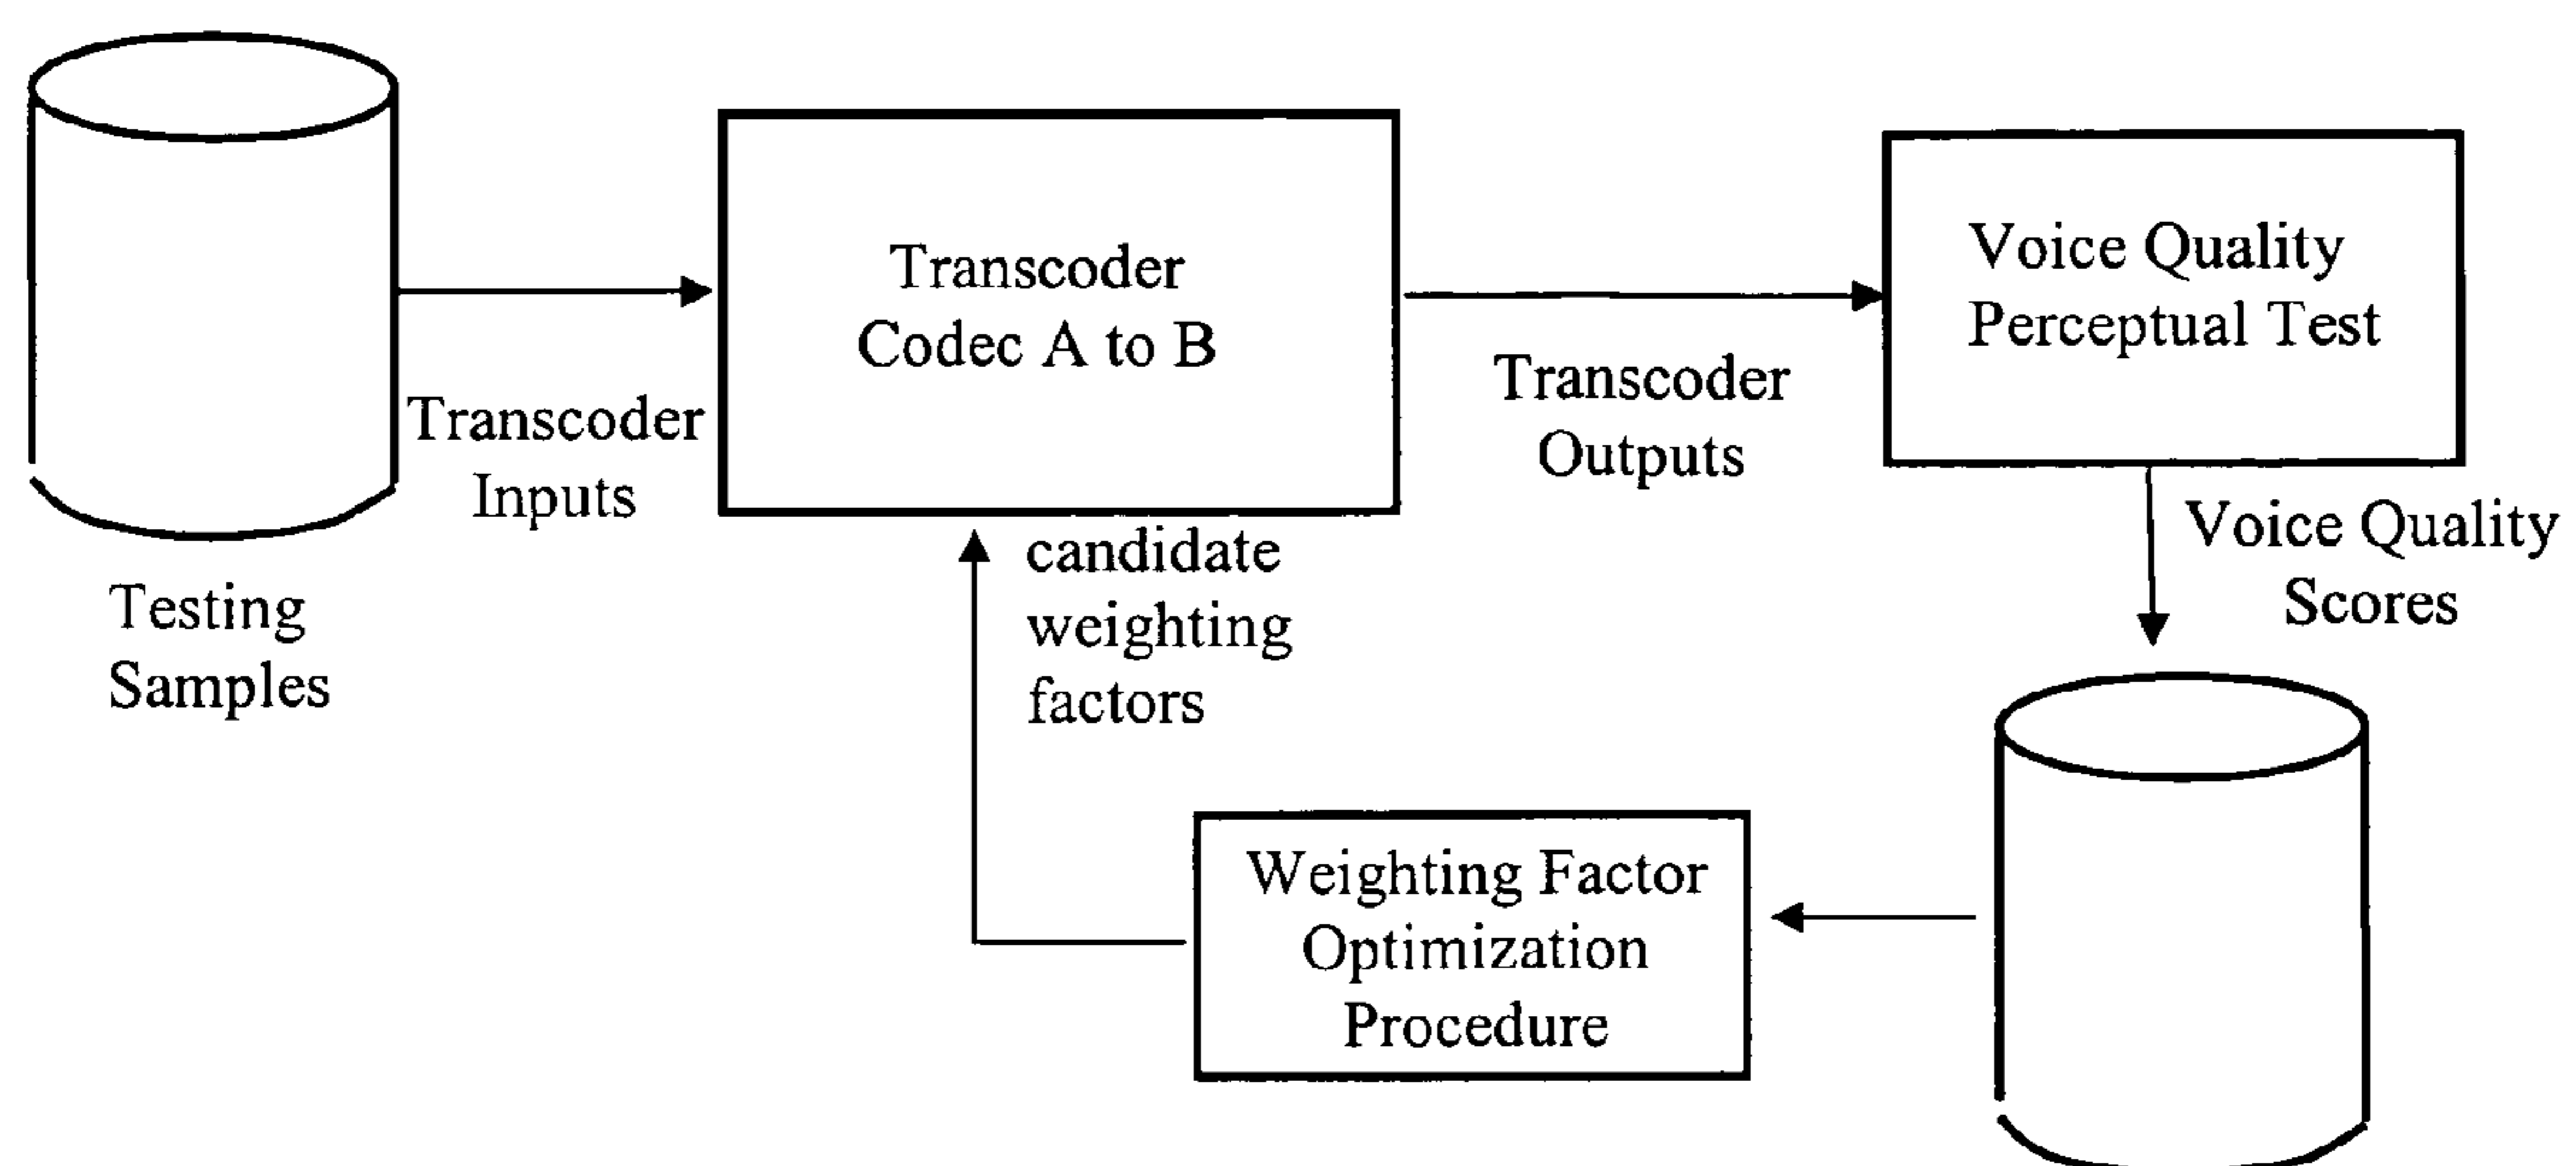 Testing
Samples
Transcoder
Inputs
Transcoder
Codec A to B
Transcoder
Outputs
Voice Quality
Perceptual Test
Voice Quality
Scores
candidate
weighting
factors
Weighting Factor
Optimization
Procedure